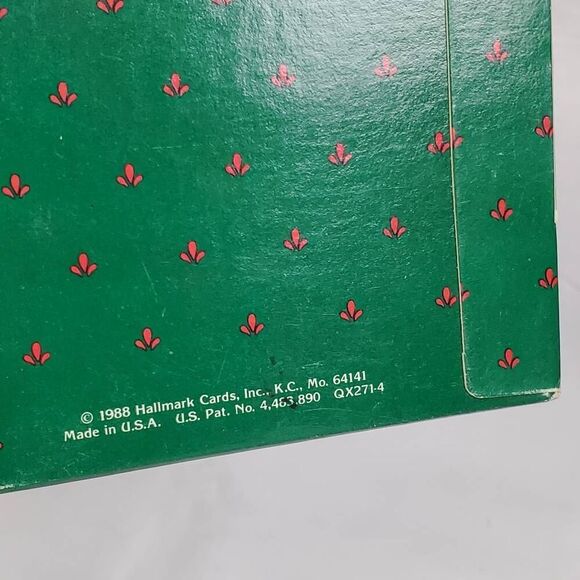 © 1988 Hallmark Cards, Inc., K.C., Mo. 64141
Made in U.S.A. U.S. Pat. No. 4,463,890 QX271-4